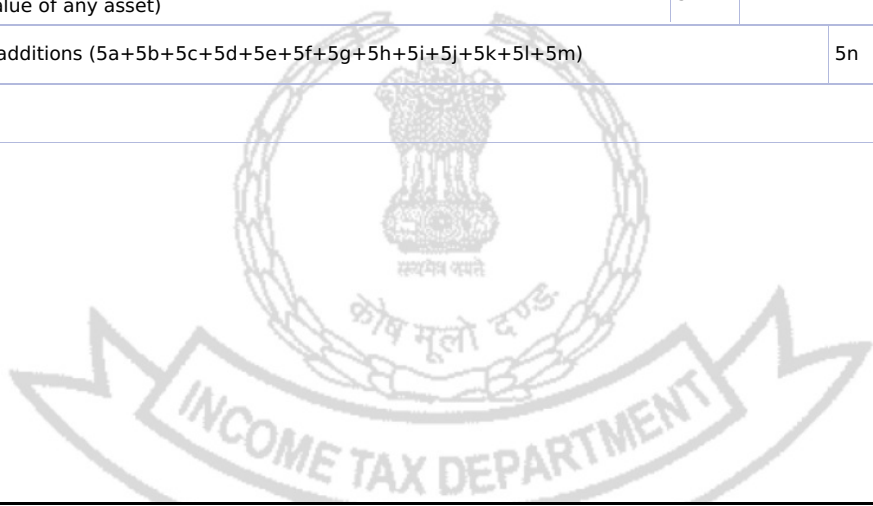 alue of any asset)
additions (5a+5b+5c+5d+5e+5f+5g+5h+5i+5j+5k+5l+5m) 5n
सत्यमेव जयते
कोष मूलो दण्ड:
INCOME TAX DEPARTMENT